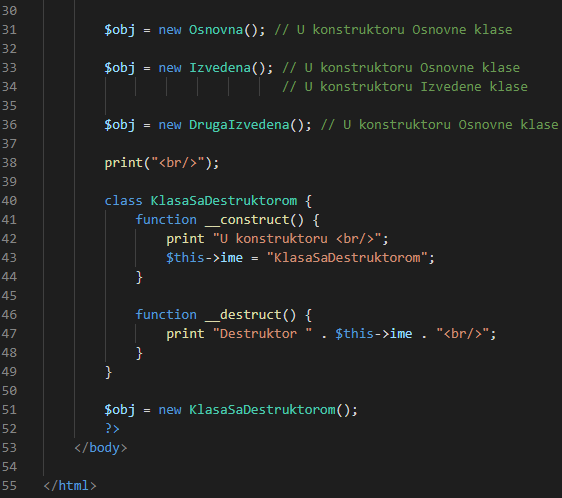 30
31 $obj = new Osnovna(); // U konstruktoru Osnovne klase
32
33 $obj = new Izvedena(); // U konstruktoru Osnovne klase
34 // U konstruktoru Izvedene klase
35
36 $obj = new DrugaIzvedena(); // U konstruktoru Osnovne klase
37
38 print("<br/>");
39
40 class KlasaSaDestruktorom {
41 function __construct() {
42 print "U konstruktoru <br/>";
43 $this->ime = "KlasaSaDestruktorom";
44 }
45
46 function __destruct() {
47 print "Destruktor " . $this->ime . "<br/>";
48 }
49 }
50
51 $obj = new KlasaSaDestruktorom();
52 ?>
53 </body>
54
55 </html>